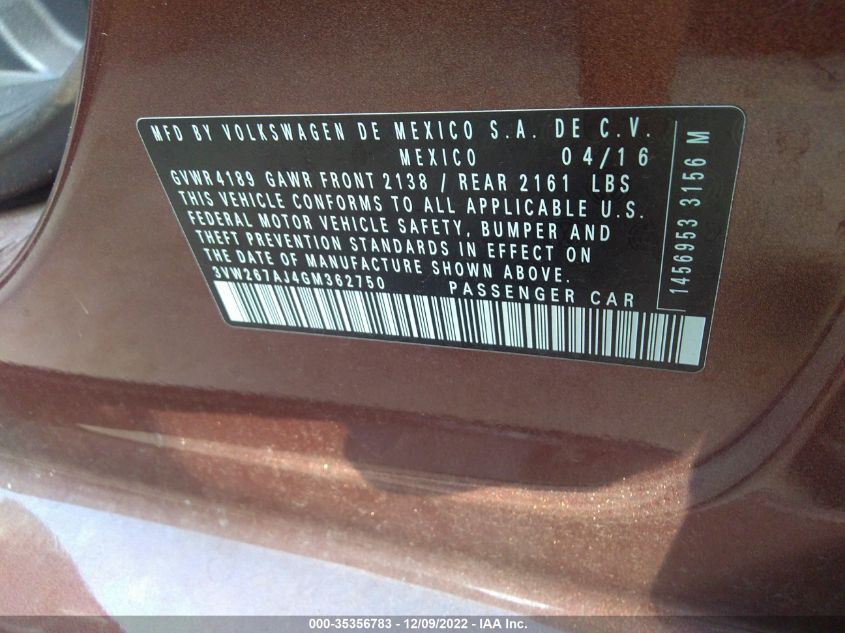 MFD BY VOLKSWAGEN DE MEXICO S.A. DE C.V.
MEXICO 04/16
GVWR4189 GAWR FRONT 2138 / REAR 2161 LBS
THIS VEHICLE CONFORMS TO ALL APPLICABLE U.S.
FEDERAL MOTOR VEHICLE SAFETY, BUMPER AND
THEFT PREVENTION STANDARDS IN EFFECT ON
THE DATE OF MANUFACTURE SHOWN ABOVE.
3VW267AJ4GM362750 PASSENGER CAR
1456953 3156 M
000-35356783 - 12/09/2022 - IAA Inc.